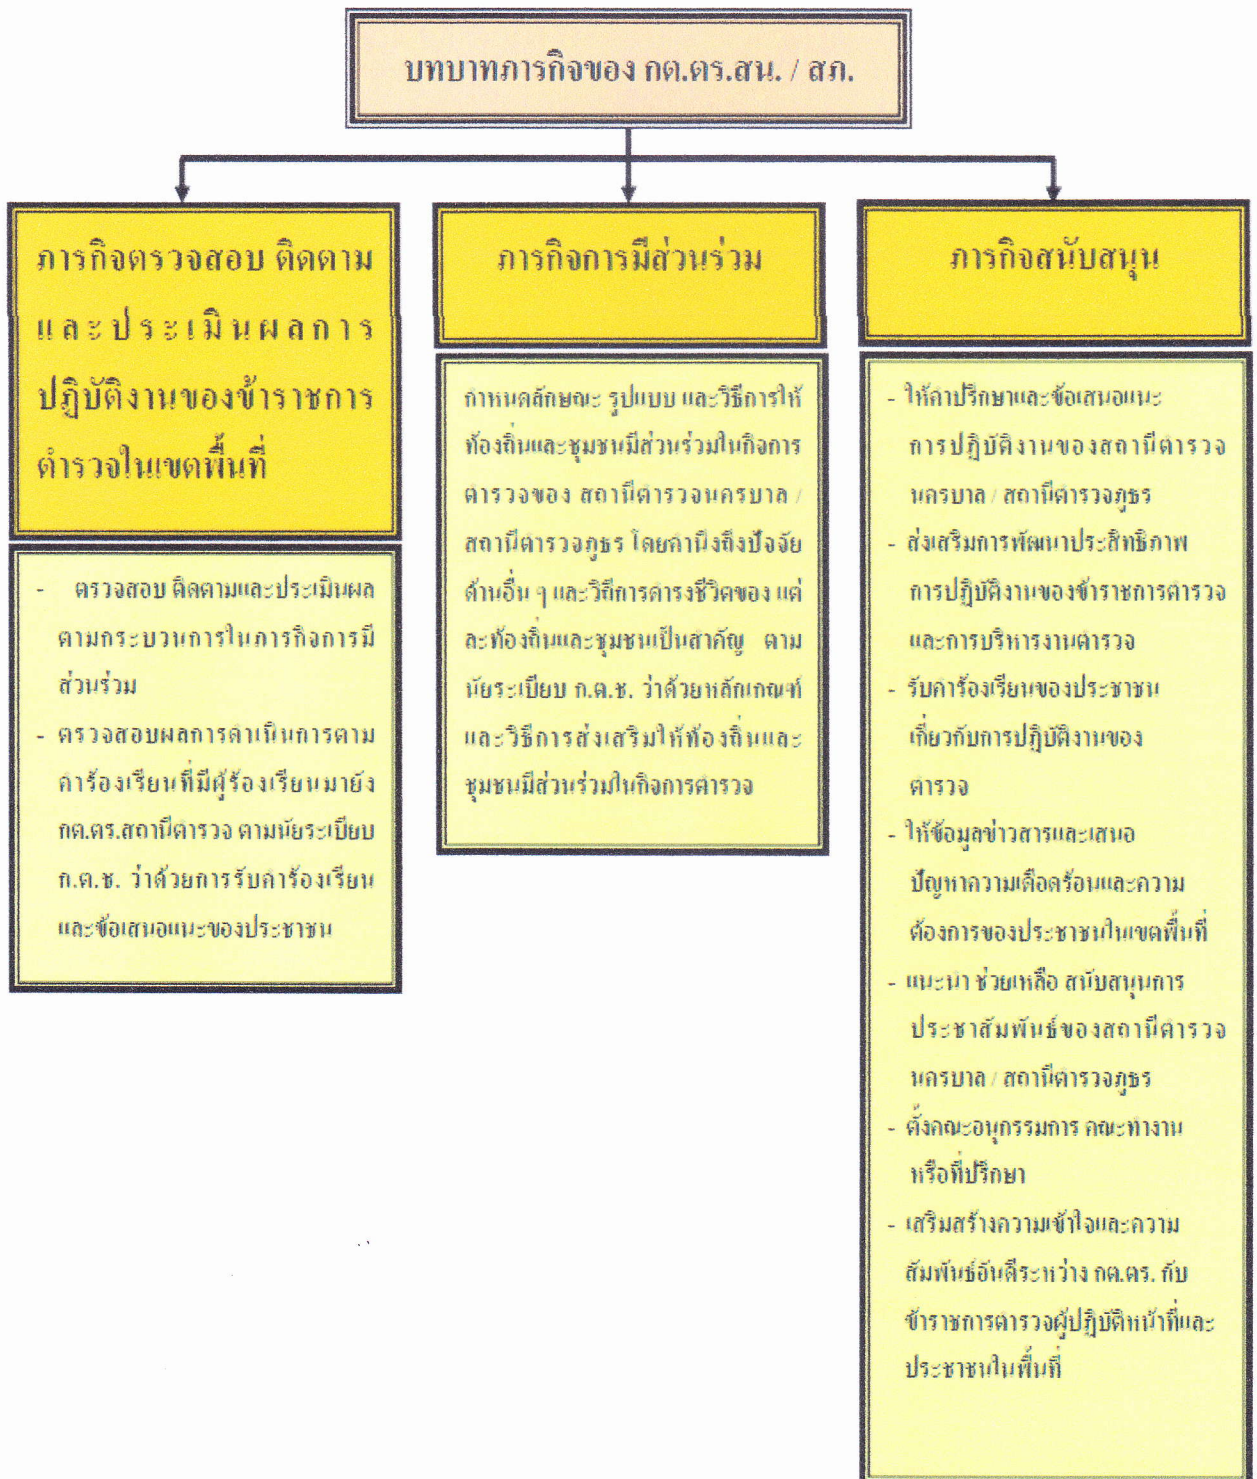 บทบาทภารกิจของ กต.ตร.สน. / สภ.
ภารกิจตรวจสอบ ติดตาม
และประเมินผลการ
ปฏิบัติงานของข้าราชการ
ตำรวจในเขตพื้นที่
- ตรวจสอบ ติดตามและประเมินผล
ตามกระบวนการในภารกิจการมี
ส่วนร่วม
- ตรวจสอบผลการดำเนินการตาม
คำร้องเรียนที่มีผู้ร้องเรียนมายัง
กต.ตร.สถานีตำรวจ ตามนัยระเบียบ
ก.ต.ช. ว่าด้วยการรับคำร้องเรียน
และข้อเสนอแนะของประชาชน
ภารกิจการมีส่วนร่วม
กำหนดลักษณะ รูปแบบ และวิธีการให้
ท้องถิ่นและชุมชนมีส่วนร่วมในกิจการ
ตำรวจของ สถานีตำรวจนครบาล /
สถานีตำรวจภูธร โดยคำนึงถึงปัจจัย
ด้านอื่น ๆ และวิถีการดำรงชีวิตของ แต่
ละท้องถิ่นและชุมชนเป็นสำคัญ ตาม
นัยระเบียบ ก.ต.ช. ว่าด้วยหลักเกณฑ์
และวิธีการส่งเสริมให้ท้องถิ่นและ
ชุมชนมีส่วนร่วมในกิจการตำรวจ
ภารกิจสนับสนุน
- ให้คำปรึกษาและข้อเสนอแนะ
การปฏิบัติงานของสถานีตำรวจ
นครบาล / สถานีตำรวจภูธร
- ส่งเสริมการพัฒนาประสิทธิภาพ
การปฏิบัติงานของข้าราชการตำรวจ
และการบริหารงานตำรวจ
- รับคำร้องเรียนของประชาชน
เกี่ยวกับการปฏิบัติงานของ
ตำรวจ
- ให้ข้อมูลข่าวสารและเสนอ
ปัญหาความเดือดร้อนและความ
ต้องการของประชาชนในเขตพื้นที่
- แนะนำ ช่วยเหลือ สนับสนุนการ
ประชาสัมพันธ์ของสถานีตำรวจ
นครบาล / สถานีตำรวจภูธร
- ตั้งคณะอนุกรรมการ คณะทำงาน
หรือที่ปรึกษา
- เสริมสร้างความเข้าใจและความ
สัมพันธ์อันดีระหว่าง กต.ตร. กับ
ข้าราชการตำรวจผู้ปฏิบัติหน้าที่และ
ประชาชนในพื้นที่